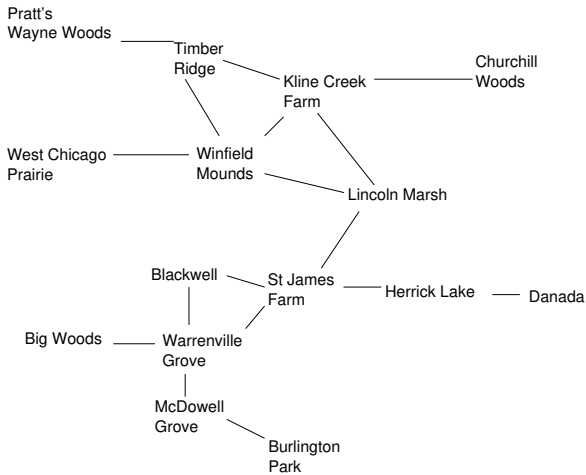 Pratt's
Wayne Woods
Timber
Ridge
Kline Creek
Farm
Churchill
Woods
West Chicago
Prairie
Winfield
Mounds
Lincoln Marsh
Blackwell
St James
Farm
Herrick Lake
Danada
Big Woods
Warrenville
Grove
McDowell
Grove
Burlington
Park